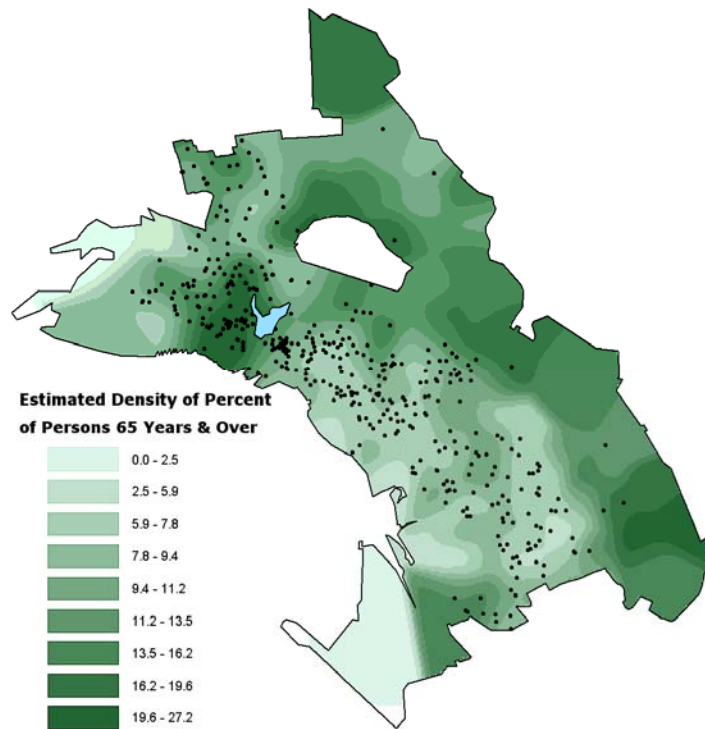 Estimated Density of Percent
of Persons 65 Years & Over
0.0 - 2.5
2.5 - 5.9
5.9 - 7.8
7.8 - 9.4
9.4 - 11.2
11.2 - 13.5
13.5 - 16.2
16.2 - 19.6
19.6 - 27.2